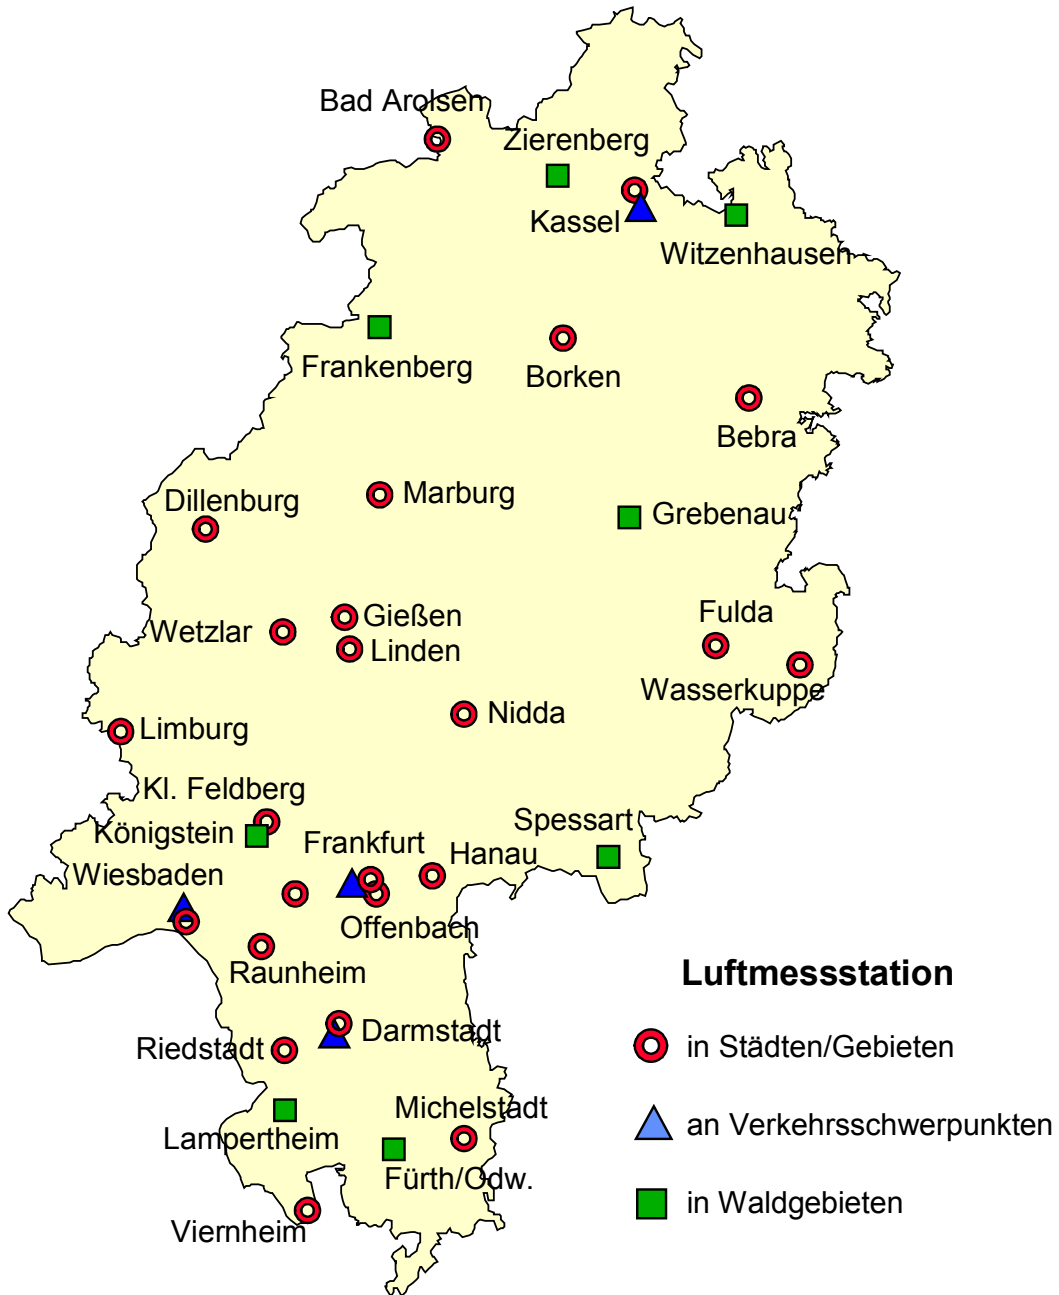 Bad Arolsen
Zierenberg
Kassel
Witzenhausen
Frankenberg
Borken
Bebra
Dillenburg
Marburg
Grebenau
Gießen
Fulda
Wetzlar
Linden
Wasserkuppe
Nidda
Limburg
Kl. Feldberg
Königstein
Spessart
Frankfurt
Hanau
Wiesbaden
Offenbach
Raunheim
Luftmessstation
Darmstadt
Riedstadt
in Städten/Gebieten
Michelstadt
an Verkehrsschwerpunkten
Lampertheim
Fürth/Odw.
in Waldgebieten
Viernheim